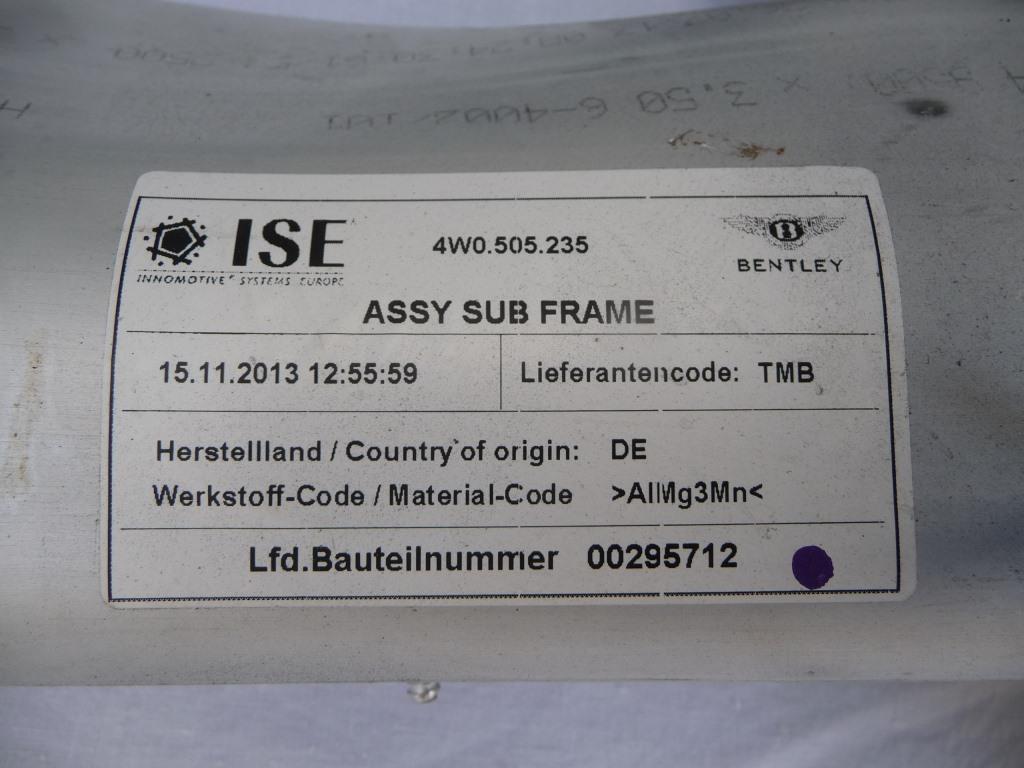 ISE
INNOMOTIVE SYSTEMS EUROPE
4W0.505.235
B
BENTLEY
ASSY SUB FRAME
15.11.2013 12:55:59
Lieferantencode: TMB
Herstellland / Country of origin: DE
Werkstoff-Code / Material-Code >AlMg3Mn<
Lfd.Bauteilnummer 00295712